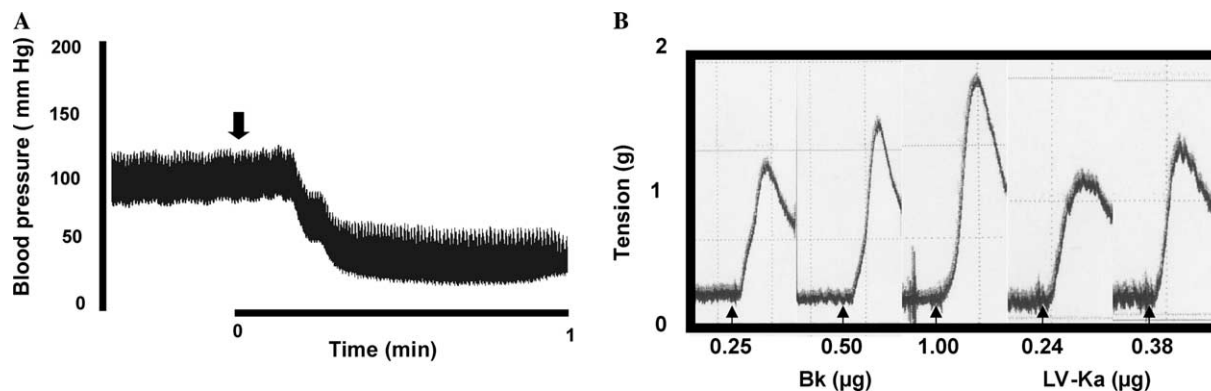 A
200
150
100
50
0
Blood pressure ( mm Hg)
0 1
Time (min)
B
2
1
0
Tension (g)
0.25 0.50 1.00 0.24 0.38
Bk (µg) LV-Ka (µg)